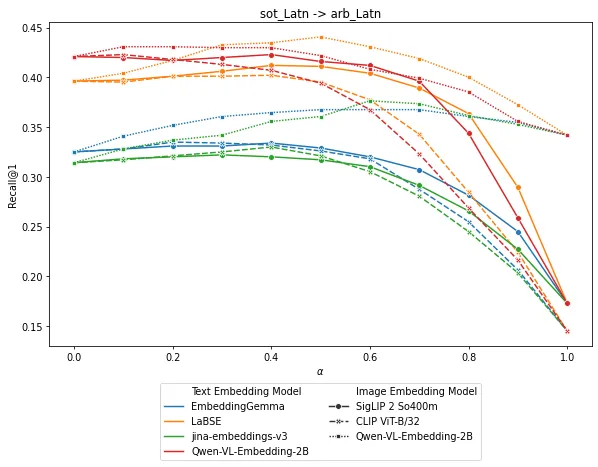 sot_Latn -> arb_Latn
Recall@1
0.45
0.40
0.35
0.30
0.25
0.20
0.15
0.0
0.2
0.4
0.6
0.8
1.0
α
Text Embedding Model
EmbeddingGemma
LaBSE
jina-embeddings-v3
Qwen-VL-Embedding-2B
Image Embedding Model
SigLIP 2 So400m
CLIP ViT-B/32
Qwen-VL-Embedding-2B